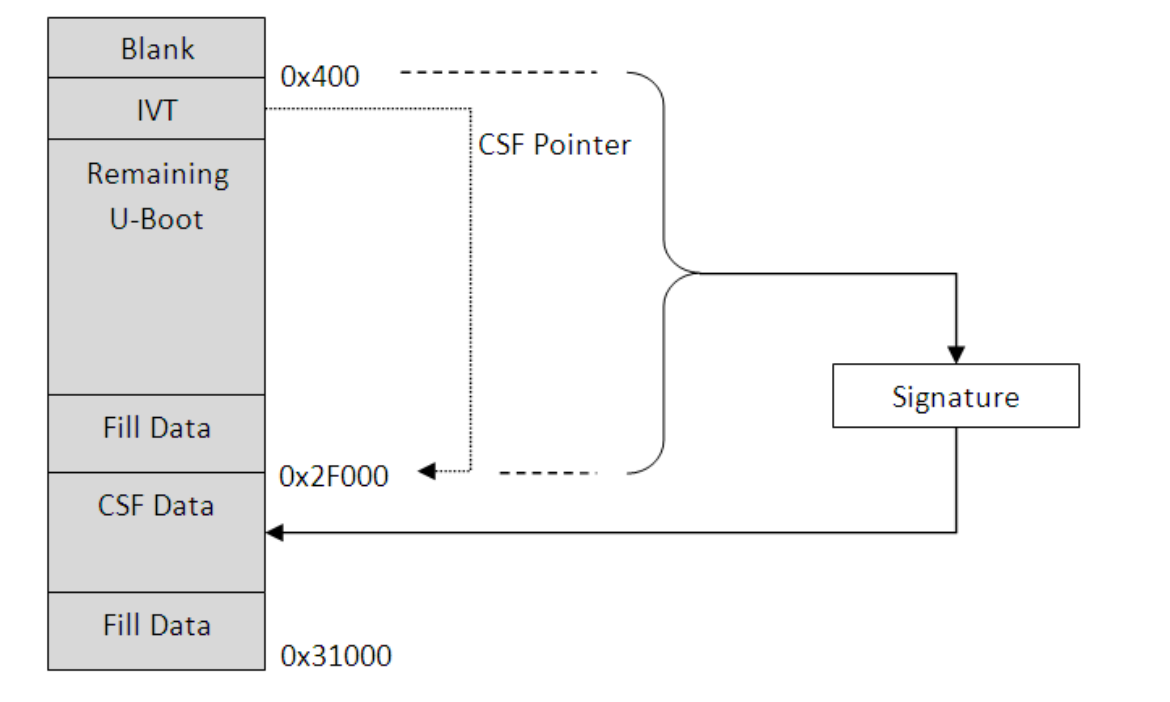 Blank
0x400
IVT
CSF Pointer
Remaining
U-Boot
Signature
Fill Data
0x2F000
CSF Data
Fill Data
0x31000